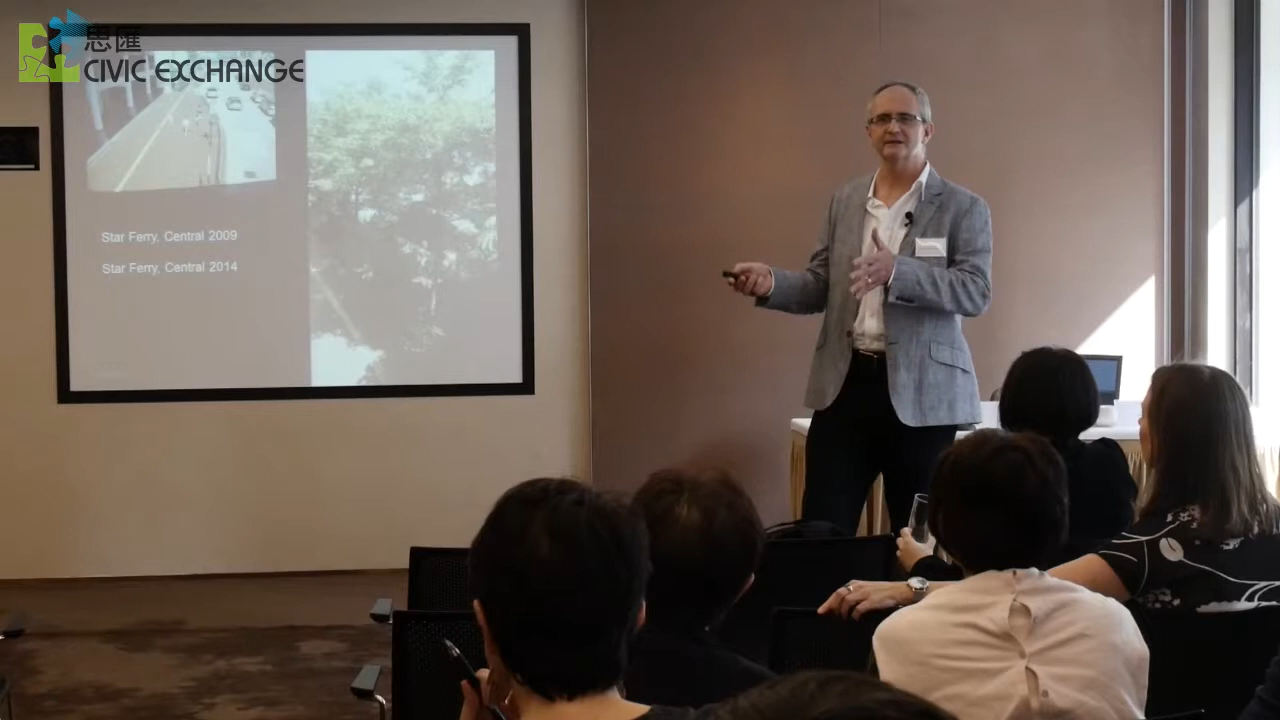 思匯
CIVIC EXCHANGE
Star Ferry, Central 2009
Star Ferry, Central 2014